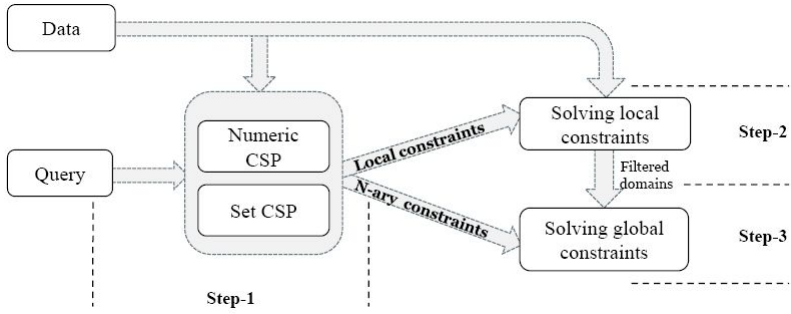 Data
Numeric
CSP
Local constraints
Solving local
constraints
Step-2
Query
Filtered
domains
Set CSP
N-ary constraints
Solving global
constraints
Step-3
Step-1